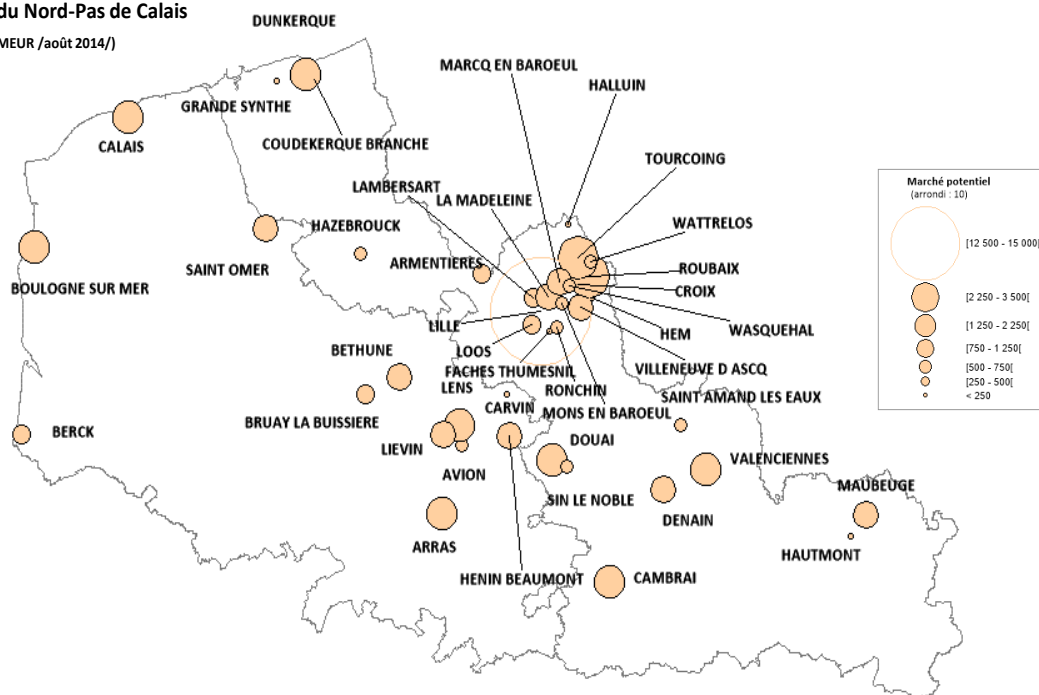 du Nord-Pas de Calais
MEUR /août 2014/)
DUNKERQUE
MARCQ EN BAROEUL
HALLUIN
GRANDE SYNTHE
CALAIS
COUDEKERQUE BRANCHE
TOURCOING
LAMBERSART
LA MADELEINE
HAZEBROUCK
WATTRELOS
ARMENTIERES
SAINT OMER
ROUBAIX
BOULOGNE SUR MER
CROIX
LILLE
HEM
WASQUEHAL
BETHUNE
LOOS
FACHES THUMESNIL
VILLENEUVE D ASCQ
LENS
RONCHIN
SAINT AMAND LES EAUX
CARVIN
MONS EN BAROEUL
BRUAY LA BUISSIERE
BERCK
LIEVIN
DOUAI
VALENCIENNES
AVION
MAUBEUGE
SIN LE NOBLE
DENAIN
ARRAS
HAUTMONT
HENIN BEAUMONT
CAMBRAI
Marché potentiel
(arrondi : 10)
[12 500 - 15 000[
[2 250 - 3 500[
[1 250 - 2 250[
[750 - 1 250[
[500 - 750[
[250 - 500[
< 250